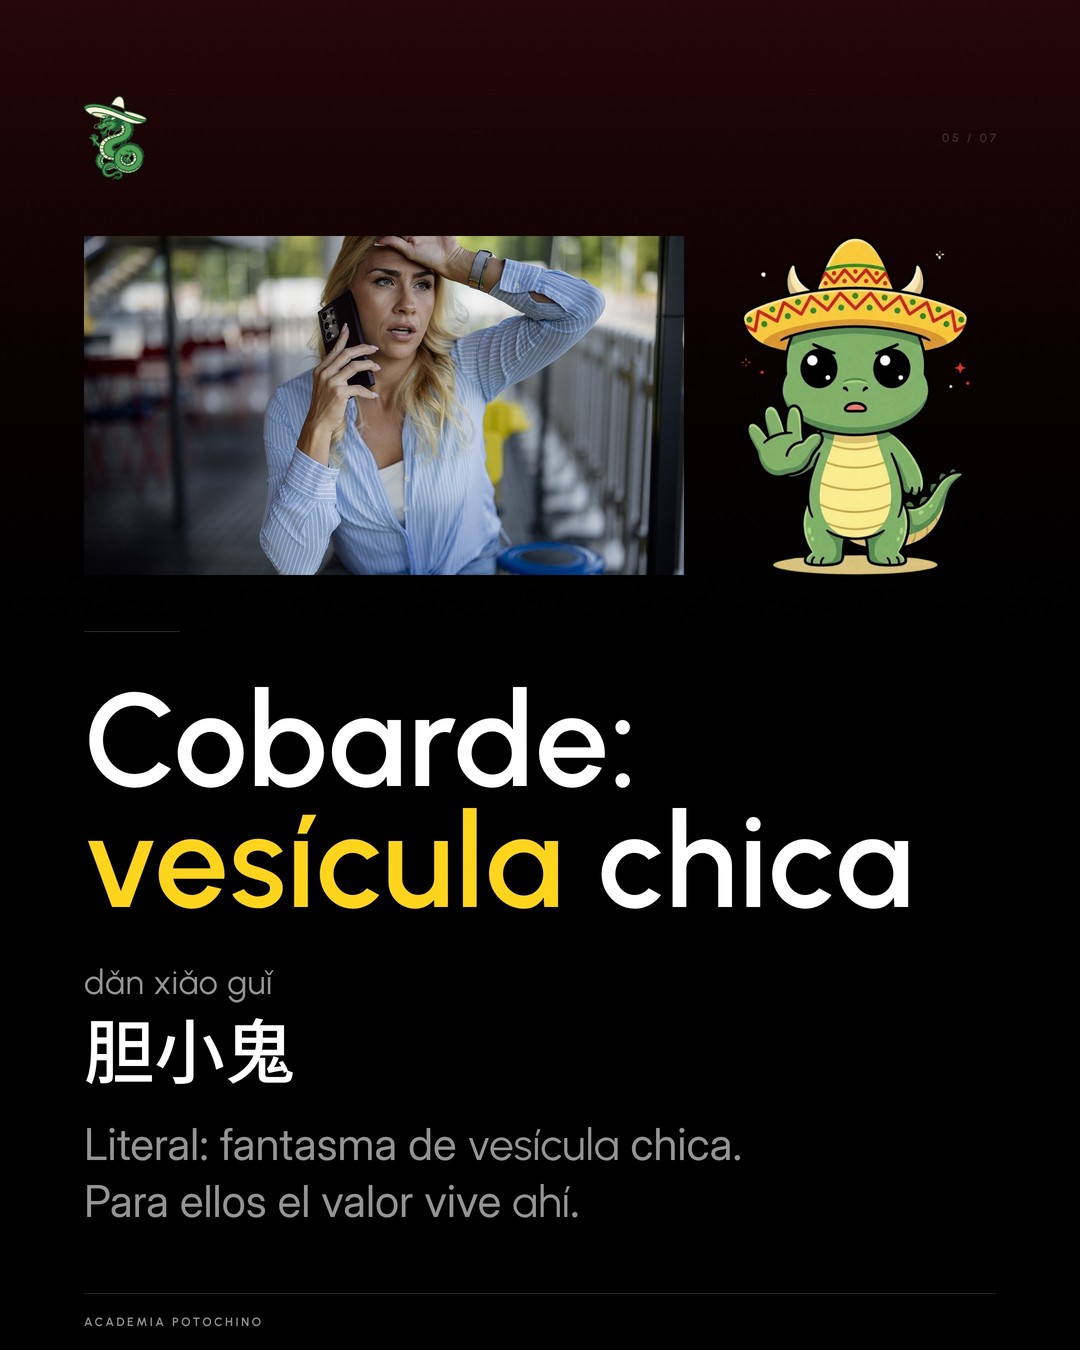 05 / 07
Cobarde:
vesícula chica
dǎn xiǎo guǐ
胆小鬼
Literal: fantasma de vesícula chica.
Para ellos el valor vive ahí.
ACADEMIA POTOCHINO